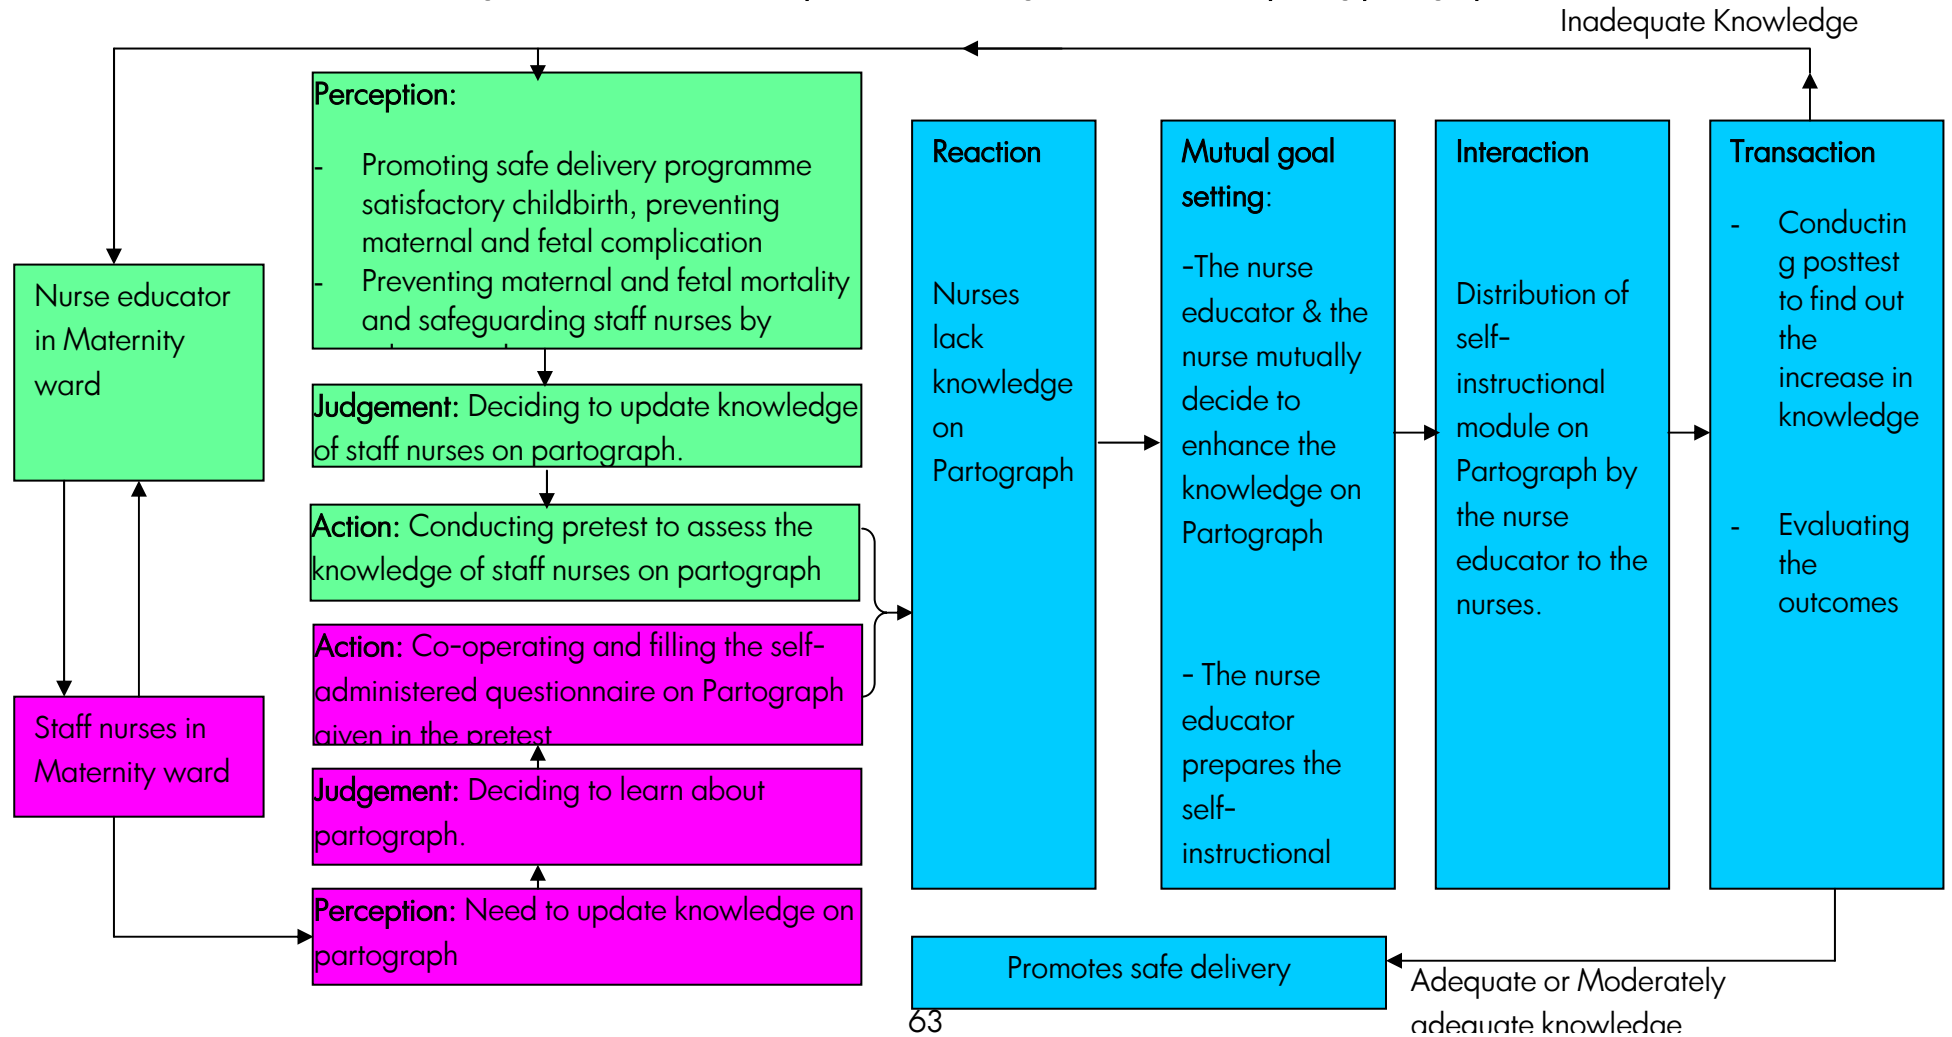 Inadequate Knowledge
Perception:
- Promoting safe delivery programme
satisfactory childbirth, preventing
maternal and fetal complication
- Preventing maternal and fetal mortality
and safeguarding staff nurses by
Nurse educator
in Maternity
ward
Judgement: Deciding to update knowledge
of staff nurses on partograph.
Action: Conducting pretest to assess the
knowledge of staff nurses on partograph
Action: Co-operating and filling the self-
administered questionnaire on Partograph
given in the pretest
Staff nurses in
Maternity ward
Judgement: Deciding to learn about
partograph.
Perception: Need to update knowledge on
partograph
Reaction
Nurses
lack
knowledge
on
Partograph
Mutual goal
setting:
-The nurse
educator & the
nurse mutually
decide to
enhance the
knowledge on
Partograph
- The nurse
educator
prepares the
self-
instructional
Interaction
Distribution of
self-
instructional
module on
Partograph by
the nurse
educator to the
nurses.
Transaction
- Conductin
g posttest
to find out
the
increase in
knowledge
- Evaluating
the
outcomes
Promotes safe delivery
Adequate or Moderately
adequate knowledge
63